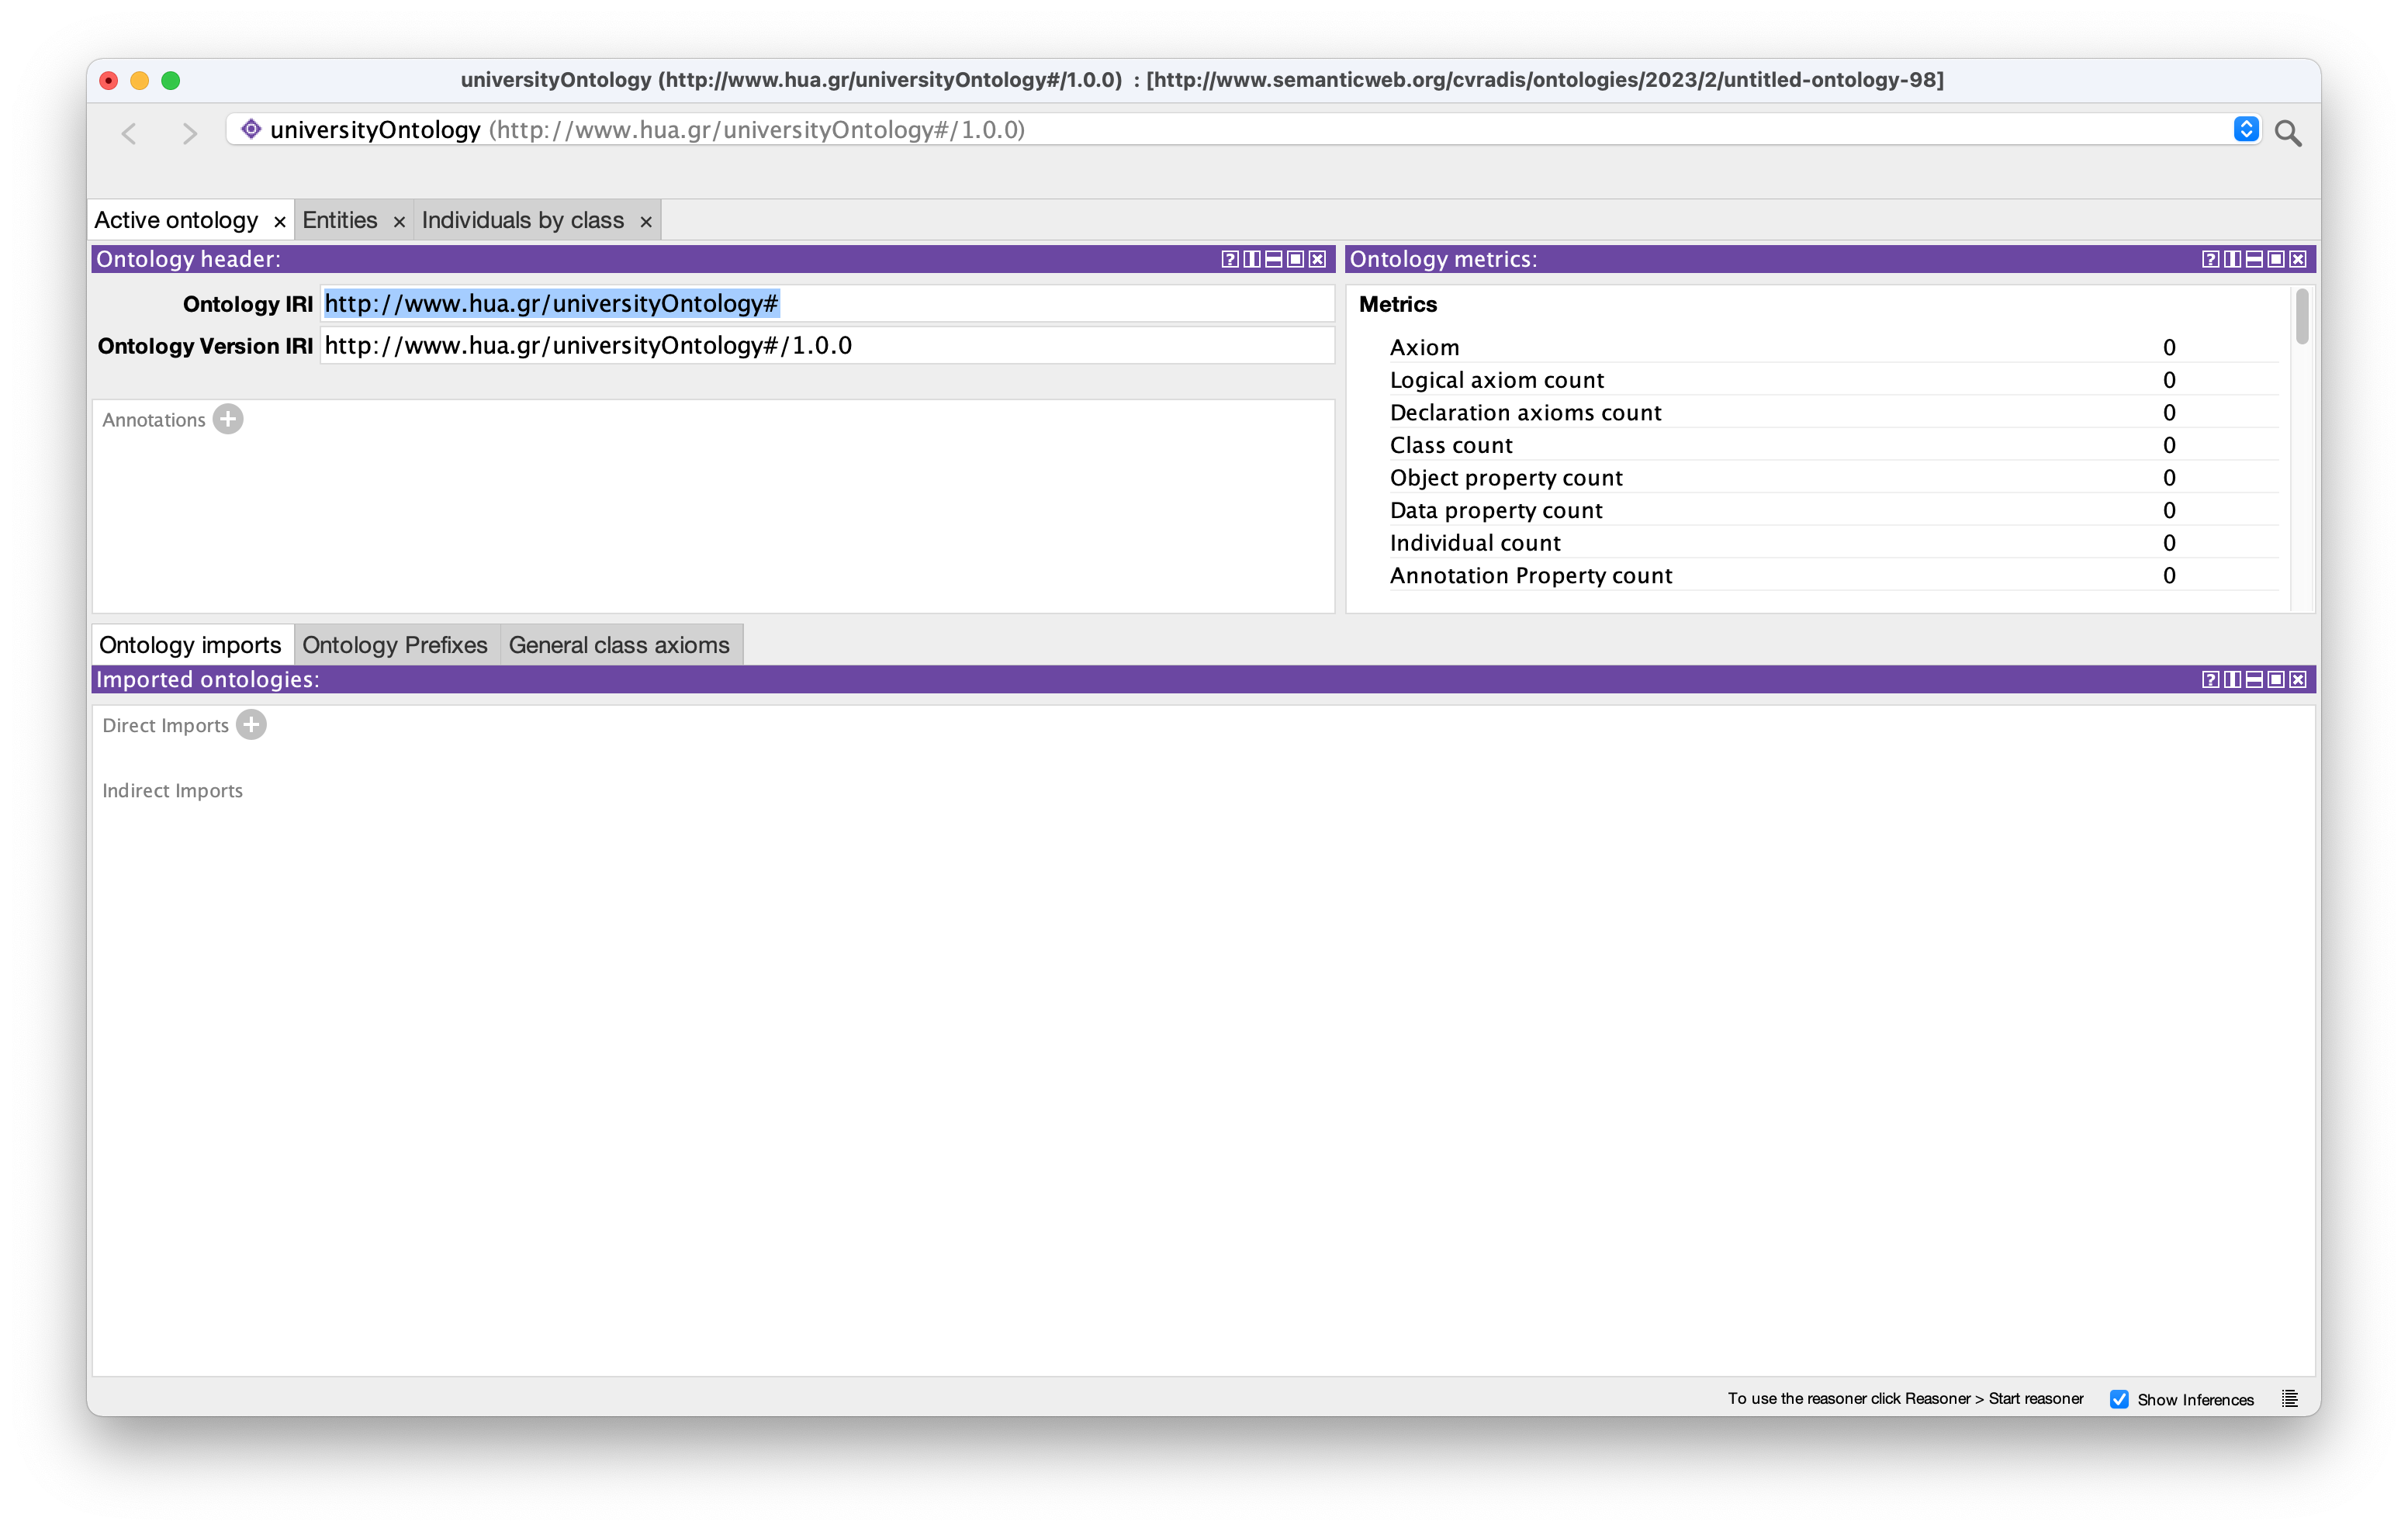 universityOntology (http://www.hua.gr/universityOntology#/1.0.0) : [http://www.semanticweb.org/cvradis/ontologies/2023/2/untitled-ontology-98]
universityOntology (http://www.hua.gr/universityOntology#/1.0.0)
Active ontology × Entities × Individuals by class ×
Ontology header:
Ontology IRI http://www.hua.gr/universityOntology#
Ontology Version IRI http://www.hua.gr/universityOntology#/1.0.0
Annotations
Ontology metrics:
Metrics
Axiom 0
Logical axiom count 0
Declaration axioms count 0
Class count 0
Object property count 0
Data property count 0
Individual count 0
Annotation Property count 0
Ontology imports Ontology Prefixes General class axioms
Imported ontologies:
Direct Imports
Indirect Imports
To use the reasoner click Reasoner > Start reasoner Show Inferences